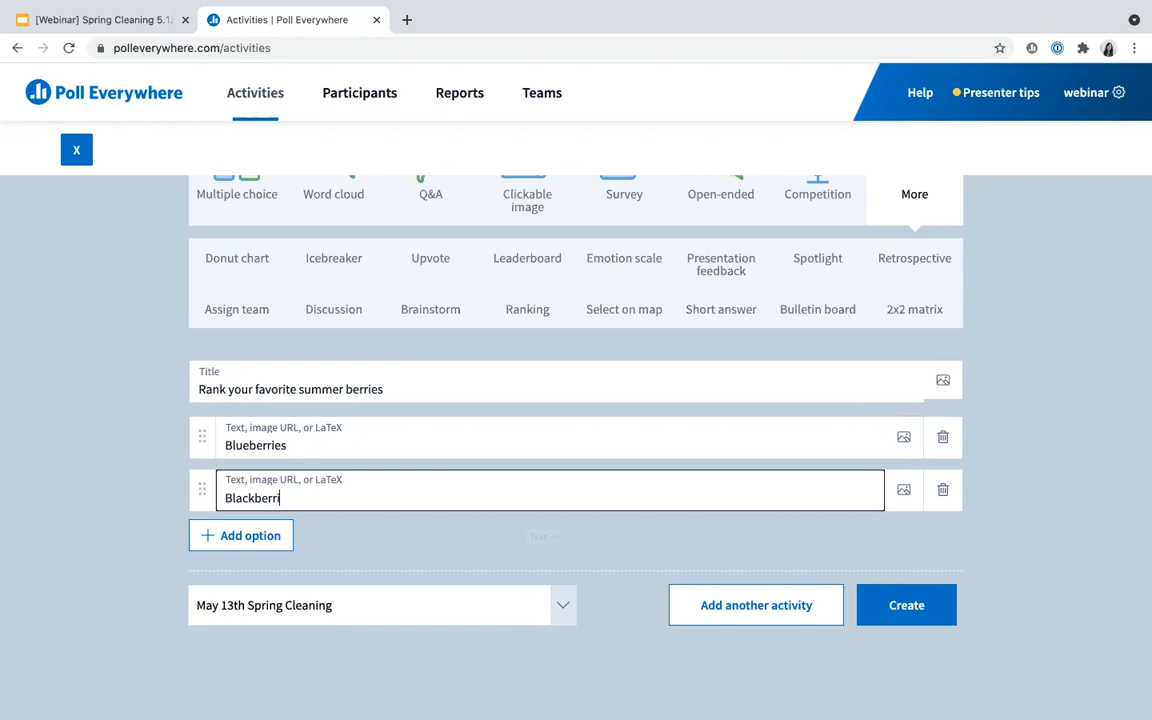 [Webinar] Spring Cleaning 5.1
Activities | Poll Everywhere
polleverywhere.com/activities
Poll Everywhere
Activities
Participants
Reports
Teams
Help
Presenter tips
webinar
X
Multiple choice
Word cloud
Q&A
Clickable
image
Survey
Open-ended
Competition
More
Donut chart
Icebreaker
Upvote
Leaderboard
Emotion scale
Presentation
feedback
Spotlight
Retrospective
Assign team
Discussion
Brainstorm
Ranking
Select on map
Short answer
Bulletin board
2x2 matrix
Title
Rank your favorite summer berries
Text, image URL, or LaTeX
Blueberries
Text, image URL, or LaTeX
Blackberri
Add option
Text,
May 13th Spring Cleaning
Add another activity
Create